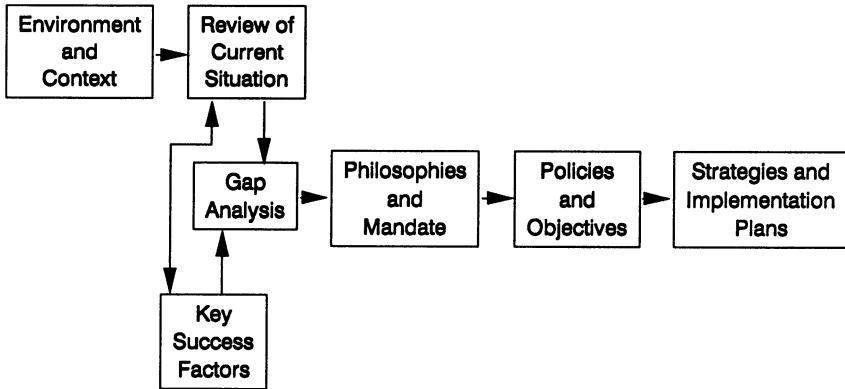 Environment
and
Context
Review of
Current
Situation
Gap
Analysis
Philosophies
and
Mandate
Policies
and
Objectives
Strategies and
Implementation
Plans
Key
Success
Factors